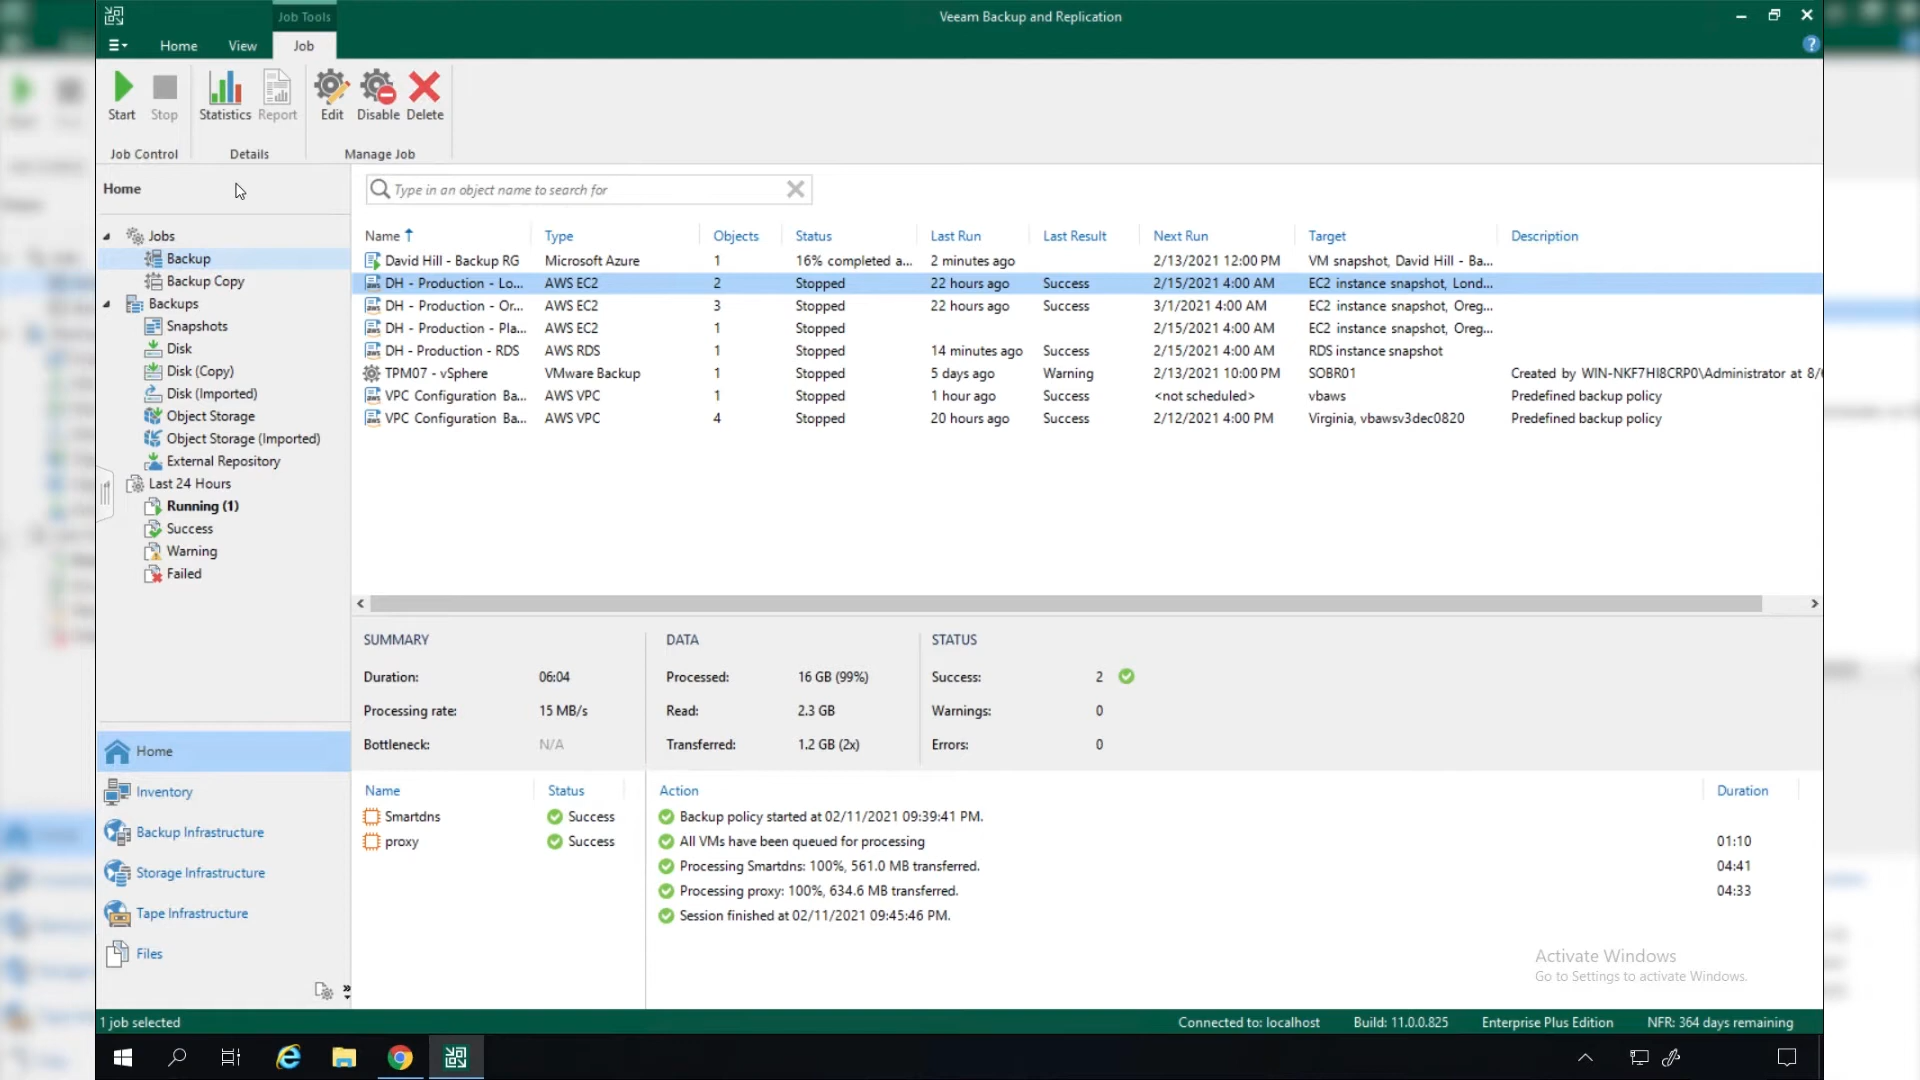 Job Tools
Veeam Backup and Replication
Home View Job
?
Start Stop Statistics Report Edit Disable Delete
Job Control Details Manage Job
Home
Type in an object name to search for
Jobs
Backup
Backup Copy
Backups
Snapshots
Disk
Disk (Copy)
Disk (Imported)
Object Storage
Object Storage (Imported)
External Repository
Last 24 Hours
Running (1)
Success
Warning
Failed
Name Type Objects Status Last Run Last Result Next Run Target Description
David Hill - Backup RG Microsoft Azure 1 16% completed a... 2 minutes ago 2/13/2021 12:00 PM VM snapshot, David Hill - Ba...
DH - Production - Lo... AWS EC2 2 Stopped 22 hours ago Success 2/15/2021 4:00 AM EC2 instance snapshot, Lond...
DH - Production - Or... AWS EC2 3 Stopped 22 hours ago Success 3/1/2021 4:00 AM EC2 instance snapshot, Oreg...
DH - Production - Pla... AWS EC2 1 Stopped 2/15/2021 4:00 AM EC2 instance snapshot, Oreg...
DH - Production - RDS AWS RDS 1 Stopped 14 minutes ago Success 2/15/2021 4:00 AM RDS instance snapshot
TPM07 - vSphere VMware Backup 1 Stopped 5 days ago Warning 2/13/2021 10:00 PM SOBR01 Created by WIN-NKF7HI8CRP0\Administrator at 8/
VPC Configuration Ba... AWS VPC 1 Stopped 1 hour ago Success <not scheduled> vbaws Predefined backup policy
VPC Configuration Ba... AWS VPC 4 Stopped 20 hours ago Success 2/12/2021 4:00 PM Virginia, vbawsv3dec0820 Predefined backup policy
SUMMARY DATA STATUS
Duration: 06:04 Processed: 16 GB (99%) Success: 2
Processing rate: 15 MB/s Read: 2.3 GB Warnings: 0
Bottleneck: N/A Transferred: 1.2 GB (2x) Errors: 0
Home
Inventory
Backup Infrastructure
Storage Infrastructure
Tape Infrastructure
Files
Name Status Action Duration
Smartdns Success Backup policy started at 02/11/2021 09:39:41 PM.
proxy Success All VMs have been queued for processing 01:10
Processing Smartdns: 100%, 561.0 MB transferred. 04:41
Processing proxy: 100%, 634.6 MB transferred. 04:33
Session finished at 02/11/2021 09:45:46 PM.
Activate Windows
Go to Settings to activate Windows.
1 job selected Connected to: localhost Build: 11.0.0.825 Enterprise Plus Edition NFR: 364 days remaining